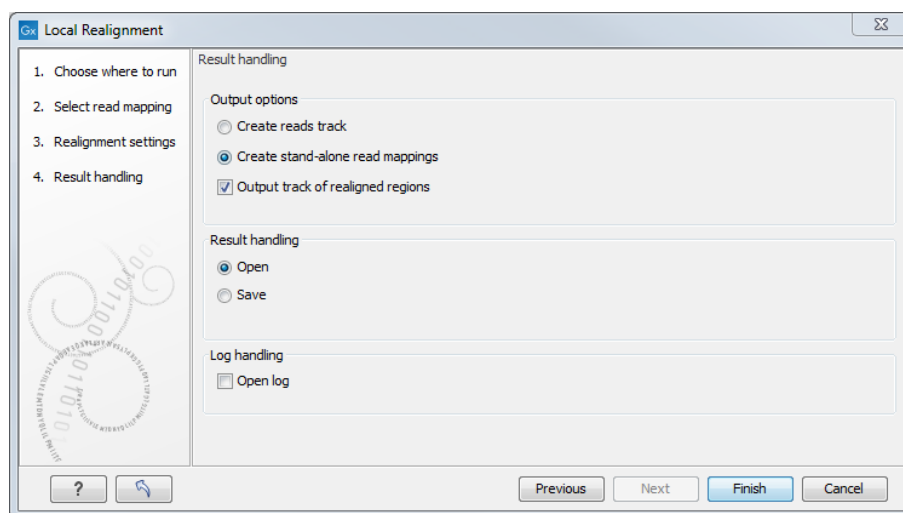 Gx Local Realignment
1. Choose where to run
2. Select read mapping
3. Realignment settings
4. Result handling
Result handling
Output options
Create reads track
Create stand-alone read mappings
Output track of realigned regions
Result handling
Open
Save
Log handling
Open log
?
Previous
Next
Finish
Cancel